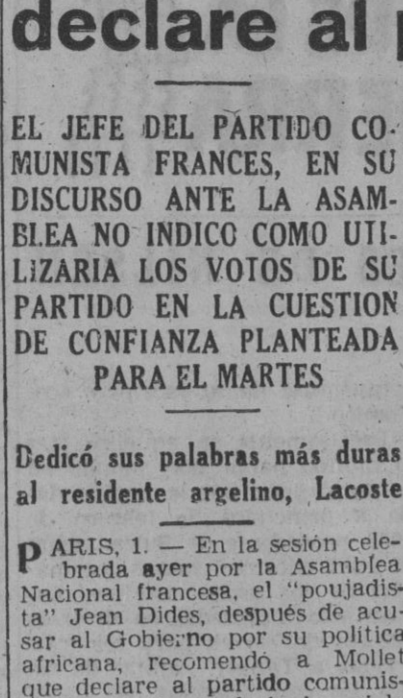 declare al
EL JEFE DEL PARTIDO CO-
MUNISTA FRANCES, EN SU
DISCURSO ANTE LA ASAM-
BLEA NO INDICO COMO UTI-
LIZARIA LOS VOTOS DE SU
PARTIDO EN LA CUESTION
DE CONFIANZA PLANTEADA
PARA EL MARTES
Dedicó sus palabras más duras
al residente argelino, Lacoste
PARIS, 1. — En la sesión cele-
brada ayer por la Asamblea
Nacional francesa, el "poujadis-
ta" Jean Dides, después de acu-
sar al Gobierno por su política
africana, recomendó a Mollet
que declare al partido comunis-